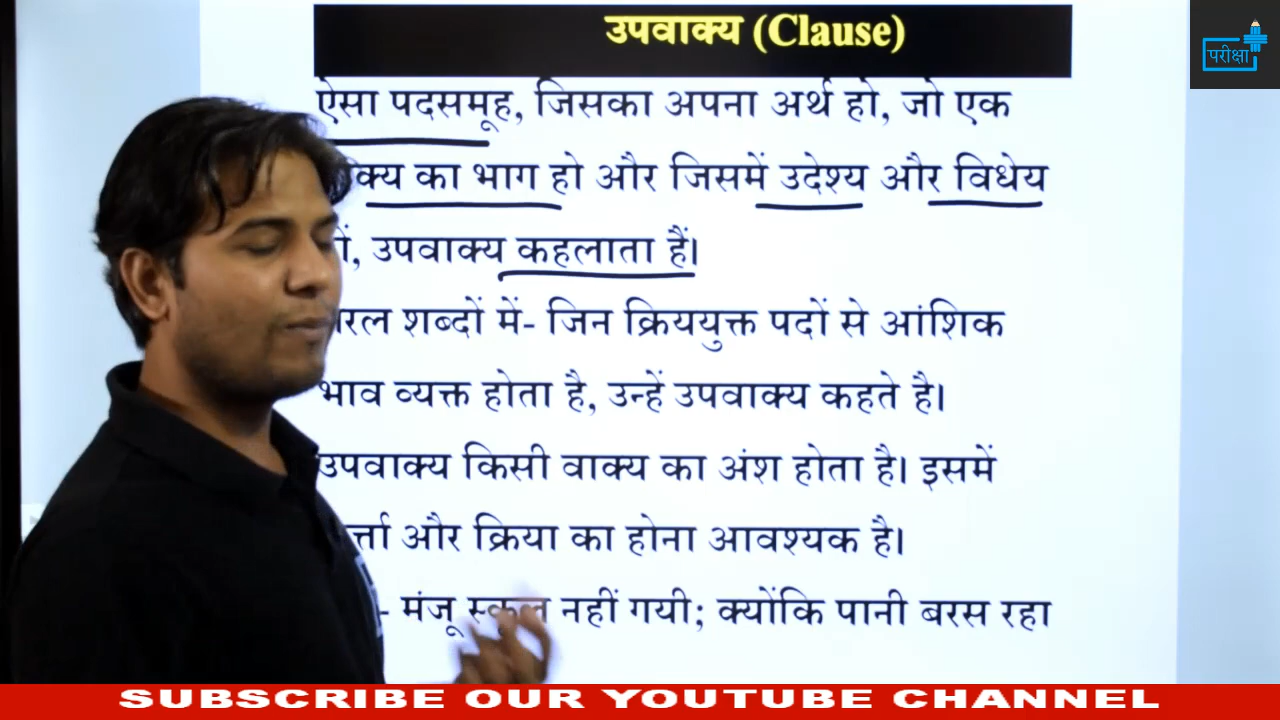 उपवाक्य (Clause)
परीक्षा
ऐसा पदसमूह, जिसका अपना अर्थ हो, जो एक
का भाग हो और जिसमें उदेश्य और विधेय
उपवाक्य कहलाता हैं।
शब्दों में- जिन क्रिययुक्त पदों से आंशिक
भाव व्यक्त होता है, उन्हें उपवाक्य कहते है।
उपवाक्य किसी वाक्य का अंश होता है। इसमें
और क्रिया का होना आवश्यक है।
- मंजू स्कूल नहीं गयी; क्योंकि पानी बरस रहा
SUBSCRIBE OUR YOUTUBE CHANNEL